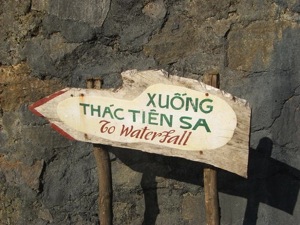 XUỐNG
THÁC TIÊN SA
To Waterfall